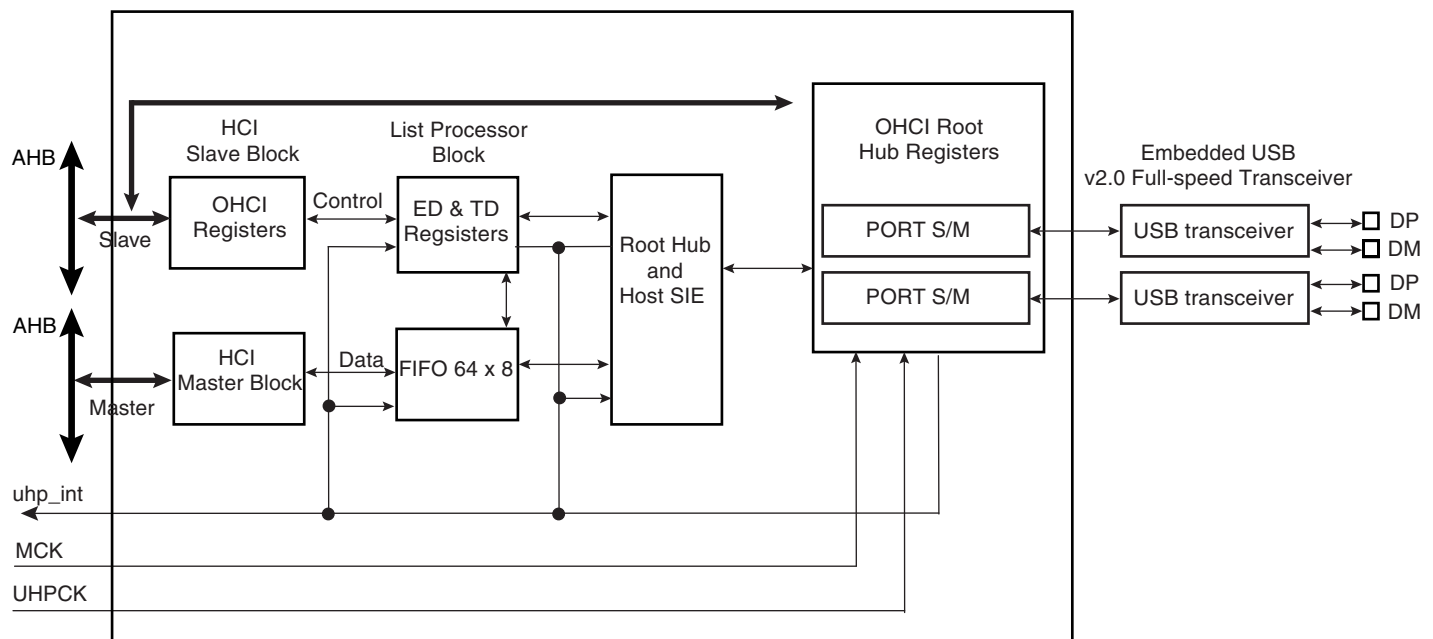 AHB
HCI
Slave Block
List Processor
Block
OHCI Root
Hub Registers
Embedded USB
v2.0 Full-speed Transceiver
Slave
OHCI
Registers
Control
ED & TD
Regsisters
Root Hub
and
Host SIE
PORT S/M
USB transceiver
DP
DM
PORT S/M
USB transceiver
DP
DM
AHB
Master
HCI
Master Block
Data
FIFO 64 x 8
uhp_int
MCK
UHPCK